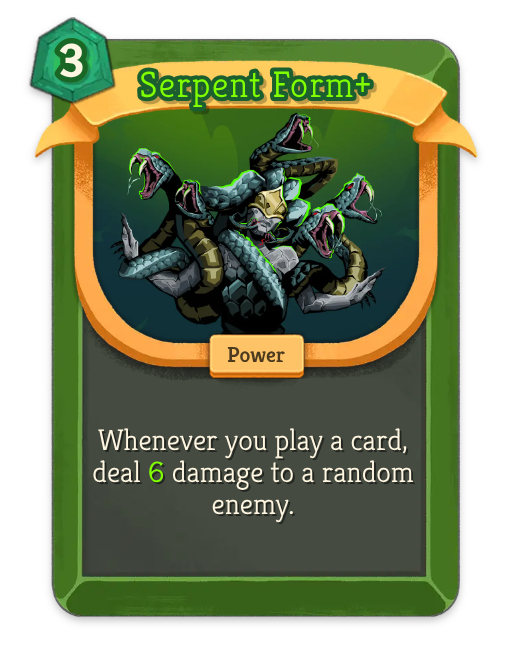 3
Serpent Form+
Power
Whenever you play a card,
deal 6 damage to a random
enemy.